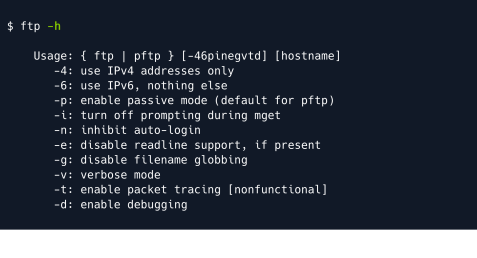 $ ftp -h
Usage: { ftp | pftp } [-46pinegvtd] [hostname]
-4: use IPv4 addresses only
-6: use IPv6, nothing else
-p: enable passive mode (default for pftp)
-i: turn off prompting during mget
-n: inhibit auto-login
-e: disable readline support, if present
-g: disable filename globbing
-v: verbose mode
-t: enable packet tracing [nonfunctional]
-d: enable debugging